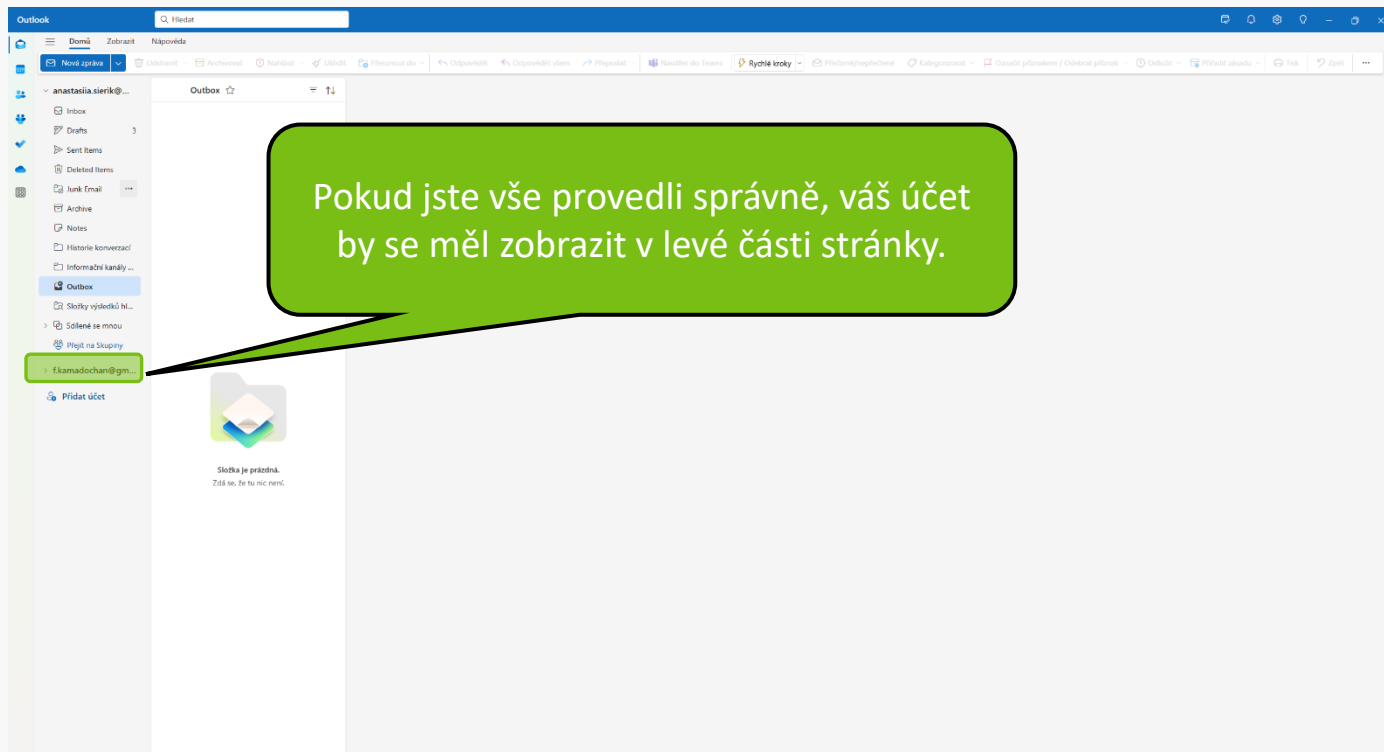 Outlook
Hledat
Domů Zobrazit Nápověda
Nová zpráva Odstranit Archivovat Nahlásit Uklidit Přesunout do Odpovědět Odpovědět všem Přeposlat Nasdílet do Teams Rychlé kroky Přečtené/nepřečtené Kategorizovat Označit příznakem / Odebrat příznak Odložit Přiřadit zásadu Tisk Zpět ...
anastasiia.sierik@...
Outbox
Inbox
Drafts 3
Sent Items
Deleted Items
Junk Email ...
Archive
Notes
Historie konverzací
Informační kanály ...
Outbox
Složky výsledků hl...
Sdílené se mnou
Přejít na Skupiny
f.kamadochan@gm...
Přidat účet
Pokud jste vše provedli správně, váš účet
by se měl zobrazit v levé části stránky.
Složka je prázdná.
Zdá se, že tu nic není.